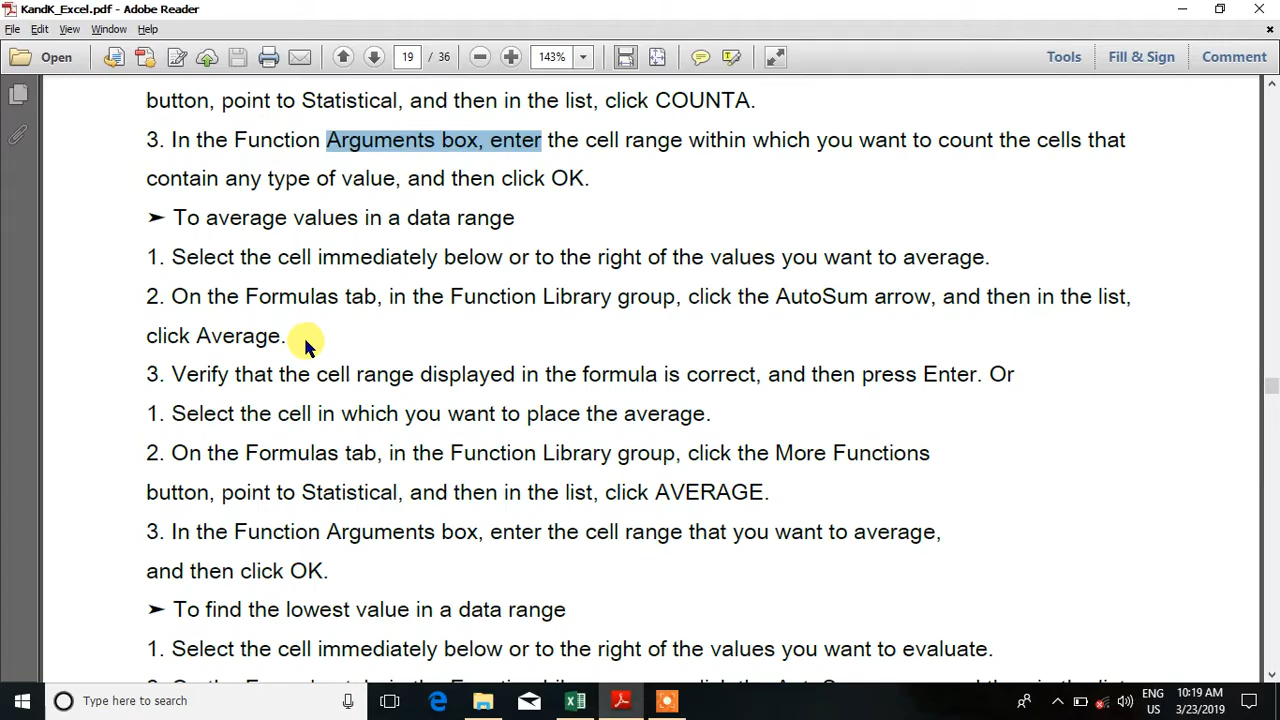 KandK_Excel.pdf - Adobe Reader
File Edit View Window Help
Open 19 / 36 143% Tools Fill & Sign Comment
button, point to Statistical, and then in the list, click COUNTA.
3. In the Function Arguments box, enter the cell range within which you want to count the cells that
contain any type of value, and then click OK.
➢ To average values in a data range
1. Select the cell immediately below or to the right of the values you want to average.
2. On the Formulas tab, in the Function Library group, click the AutoSum arrow, and then in the list,
click Average.
3. Verify that the cell range displayed in the formula is correct, and then press Enter. Or
1. Select the cell in which you want to place the average.
2. On the Formulas tab, in the Function Library group, click the More Functions
button, point to Statistical, and then in the list, click AVERAGE.
3. In the Function Arguments box, enter the cell range that you want to average,
and then click OK.
➢ To find the lowest value in a data range
1. Select the cell immediately below or to the right of the values you want to evaluate.
Type here to search
ENG
US
10:19 AM
3/23/2019